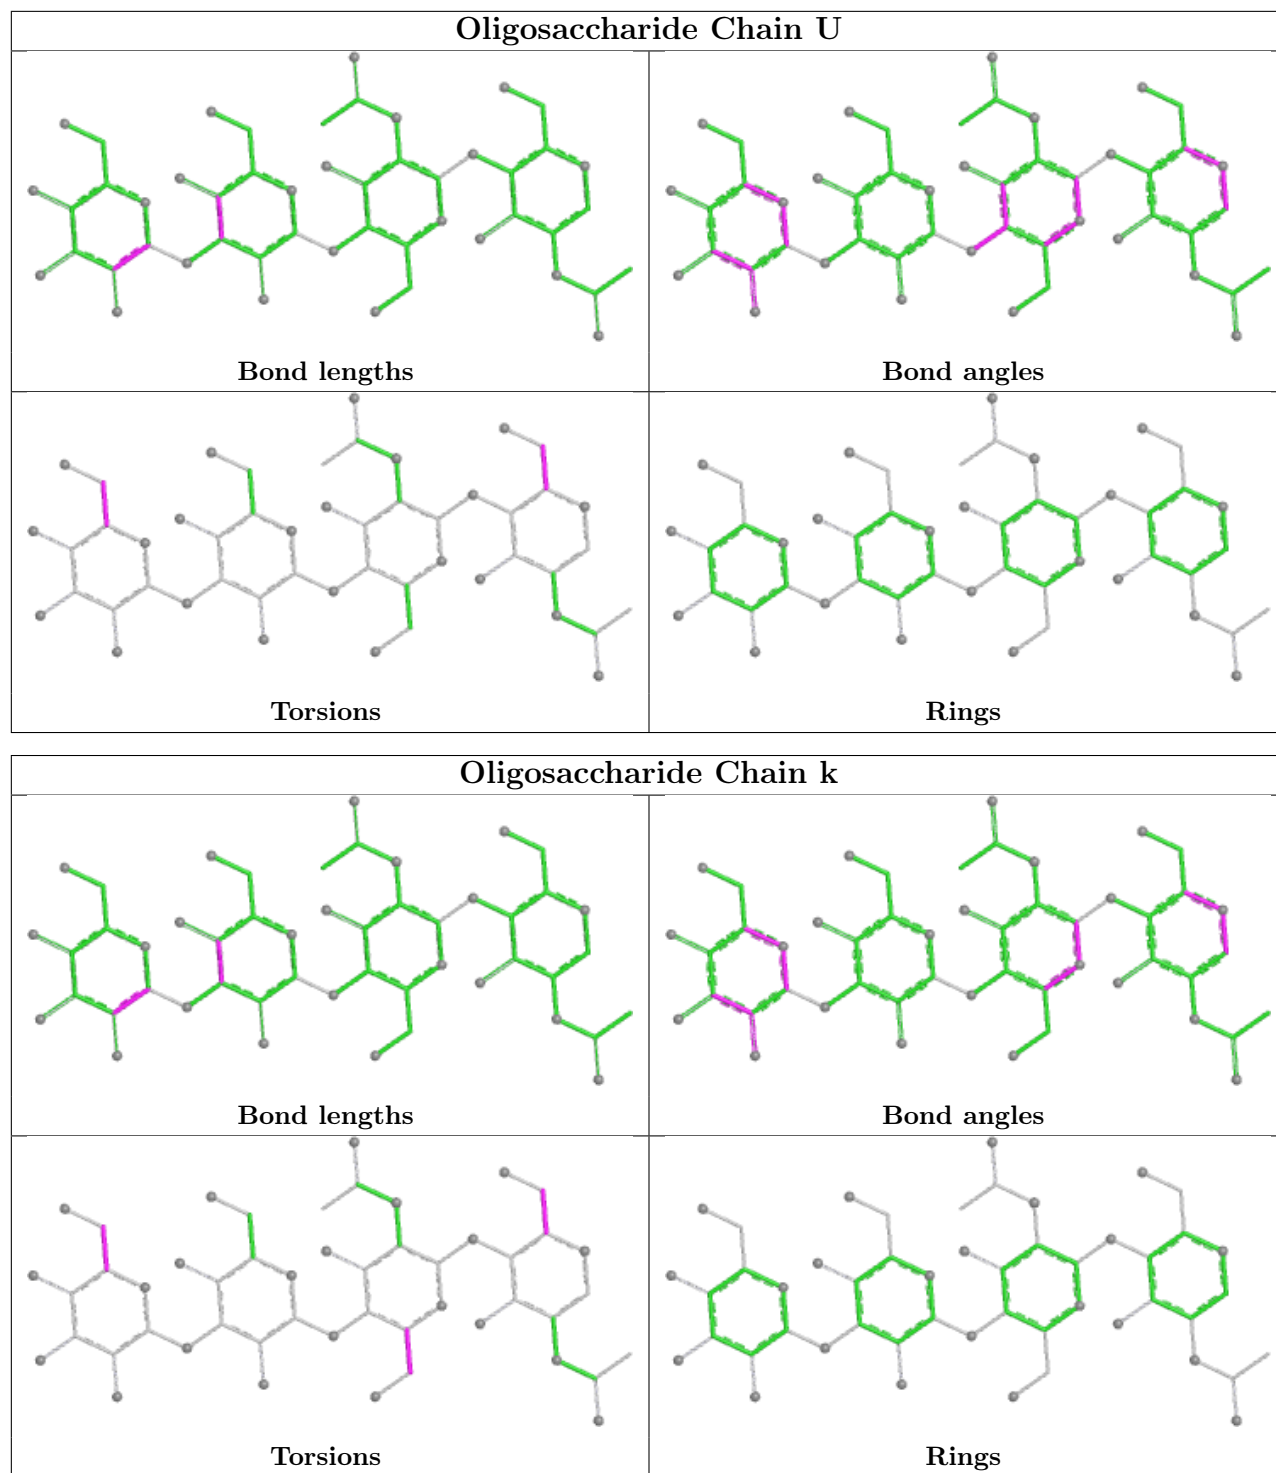 Oligosaccharide Chain U
Bond lengths
Bond angles
Torsions
Rings
Oligosaccharide Chain k
Bond lengths
Bond angles
Torsions
Rings